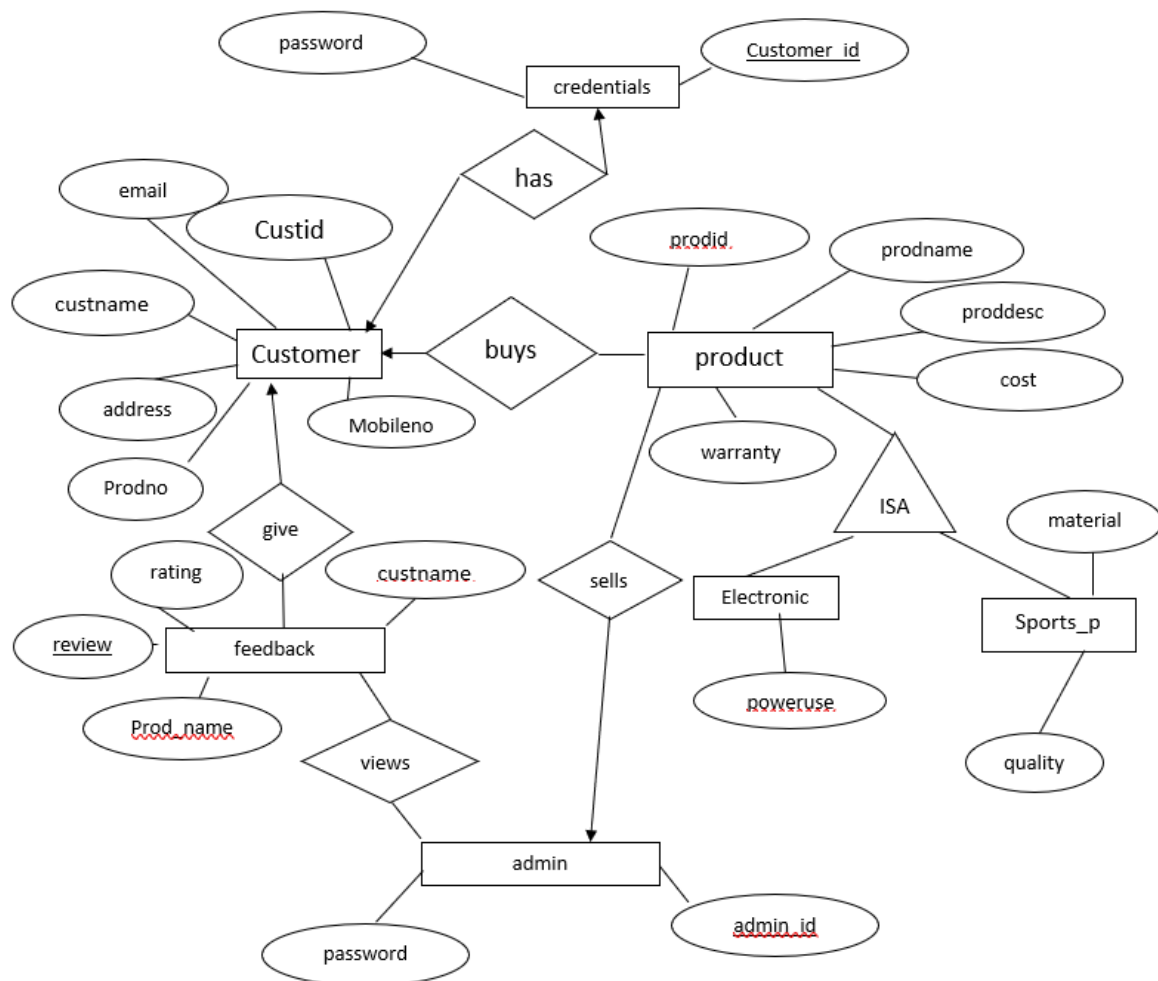 password
Customer_id
credentials
has
email
Custid
prodid
prodname
custname
proddesc
Customer
buys
product
cost
address
Mobileno
warranty
Prodno
ISA
material
give
rating
custname
sells
Electronic
Sports_p
review
feedback
poweruse
Prod_name
views
quality
admin
admin_id
password